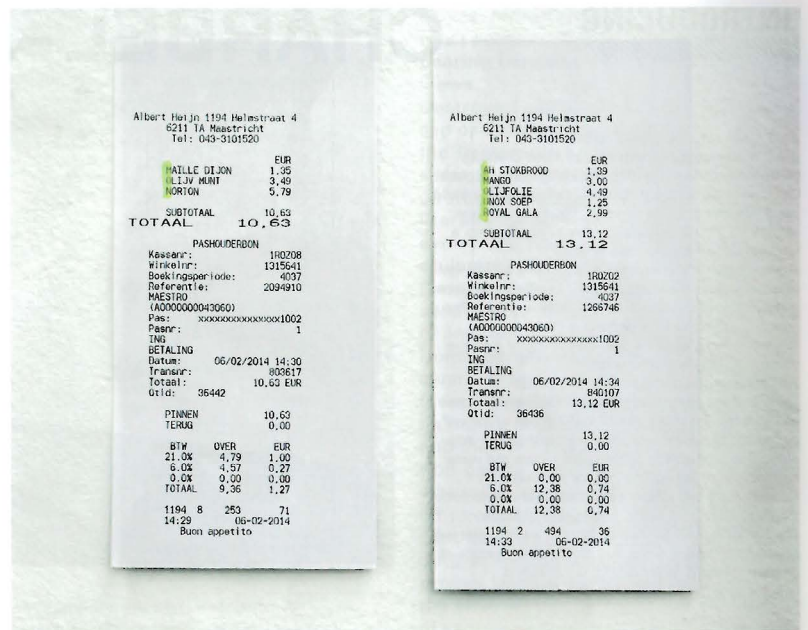 Albert Heijn 1194 Helmstraat 4
6211 TA Maastricht
Tel: 043-3101520
EUR
MAILLE DIJON 1,35
OLIJV MUNT 3,49
NORTON 5,79
SUBTOTAAL 10,63
TOTAAL 10,63
PASHOUDERBON
Kassanr: 1R0Z08
Winkelnr: 1315641
Boekingsperiode: 4037
Referentie: 2094910
MAESTRO
(A0000000043060)
Pas: xxxxxxxxxxxxxxx1002
Pasnr: 1
ING
BETALING
Datum: 06/02/2014 14:30
Transnr: 803617
Totaal: 10,63 EUR
Qtid: 36442
PINNEN 10,63
TERUG 0,00
BTW OVER EUR
21.0% 4,79 1,00
6.0% 4,57 0,27
0.0% 0,00 0,00
TOTAAL 9,36 1,27
1194 8 253 71
14:29 06-02-2014
Buon appetito
Albert Heijn 1194 Helmstraat 4
6211 TA Maastricht
Tel: 043-3101520
EUR
AH STOKBROOD 1,39
MANGO 3,00
OLIJFOLIE 4,49
UNOX SOEP 1,25
ROYAL GALA 2,99
SUBTOTAAL 13,12
TOTAAL 13,12
PASHOUDERBON
Kassanr: 1R0Z02
Winkelnr: 1315641
Boekingsperiode: 4037
Referentie: 1266746
MAESTRO
(A0000000043060)
Pas: xxxxxxxxxxxxxxx1002
Pasnr: 1
ING
BETALING
Datum: 06/02/2014 14:34
Transnr: 840107
Totaal: 13,12 EUR
Qtid: 36436
PINNEN 13,12
TERUG 0,00
BTW OVER EUR
21.0% 0,00 0,00
6.0% 12,38 0,74
0.0% 0,00 0,00
TOTAAL 12,38 0,74
1194 2 494 36
14:33 06-02-2014
Buon appetito